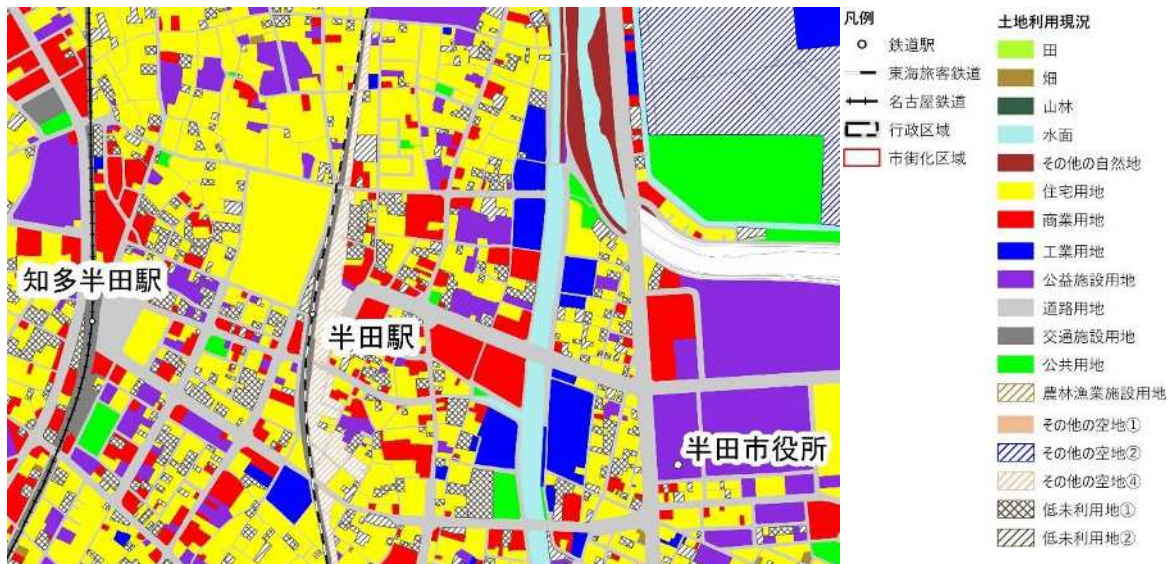 知多半田駅
半田駅
半田市役所
凡例
鉄道駅
東海旅客鉄道
名古屋鉄道
行政区域
市街化区域
土地利用現況
田
畑
山林
水面
その他の自然地
住宅用地
商業用地
工業用地
公益施設用地
道路用地
交通施設用地
公共用地
農林漁業施設用地
その他の空地①
その他の空地②
その他の空地④
低未利用地①
低未利用地②